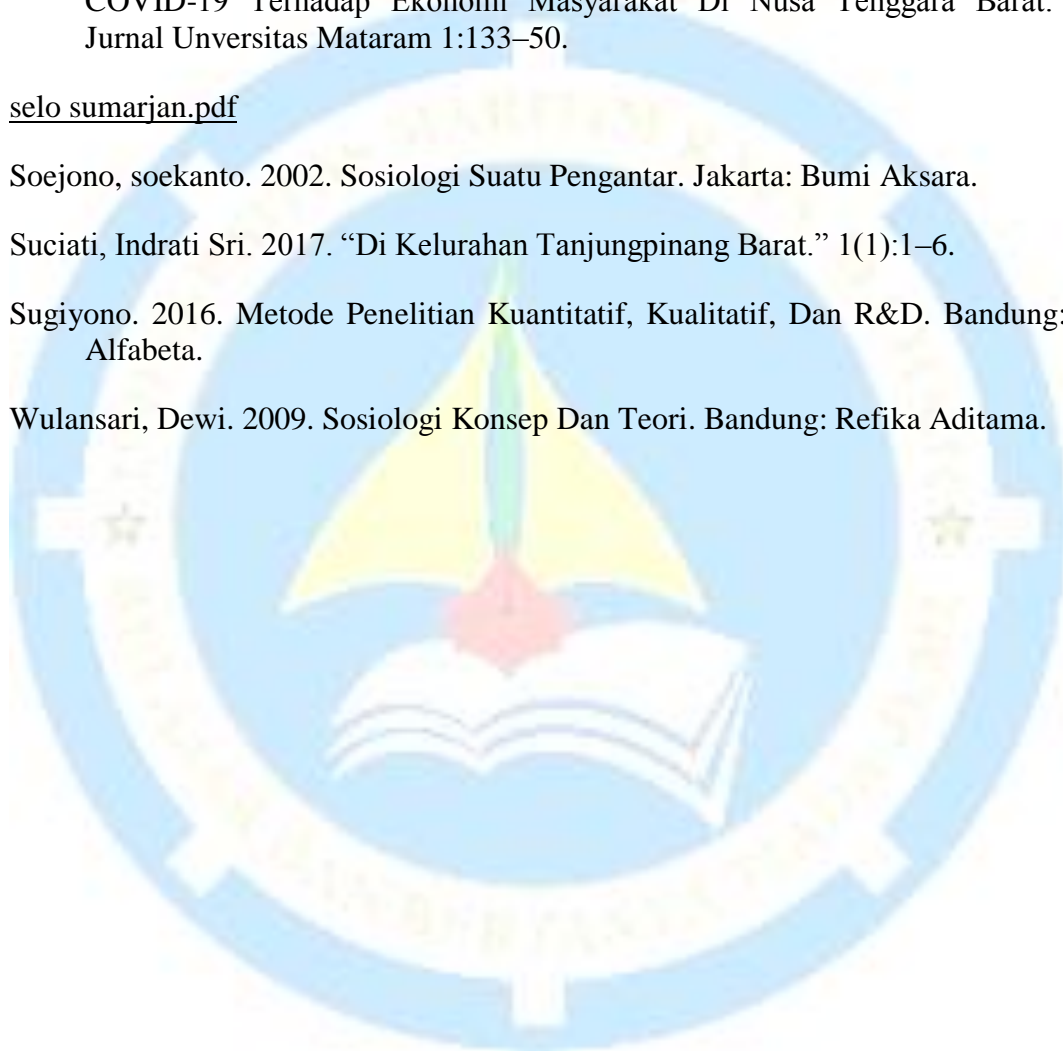 COVID-19 Terhadap Ekonomi Masyarakat Di Nusa Tenggara Barat.
Jurnal Unversitas Mataram 1:133–50.
selo sumarjan.pdf
Soejono, soekanto. 2002. Sosiologi Suatu Pengantar. Jakarta: Bumi Aksara.
Suciati, Indrati Sri. 2017. “Di Kelurahan Tanjungpinang Barat.” 1(1):1–6.
Sugiyono. 2016. Metode Penelitian Kuantitatif, Kualitatif, Dan R&D. Bandung:
Alfabeta.
Wulansari, Dewi. 2009. Sosiologi Konsep Dan Teori. Bandung: Refika Aditama.